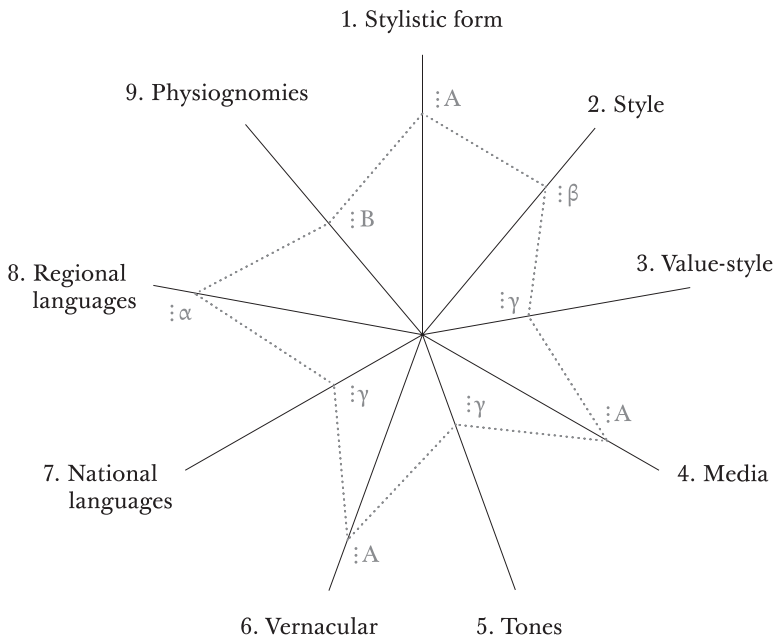 1. Stylistic form
9. Physiognomies
⋮A
2. Style
⋮β
⋮B
3. Value-style
8. Regional
languages
⋮γ
⋮α
⋮γ
⋮γ
⋮A
7. National
languages
4. Media
⋮A
6. Vernacular
5. Tones